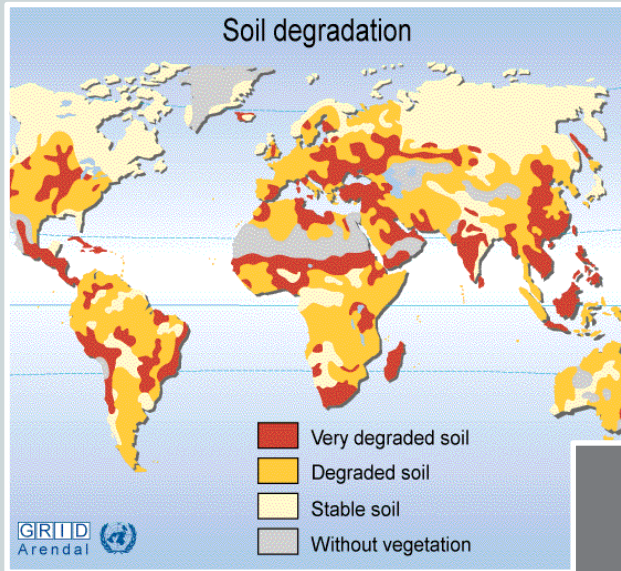 Soil degradation
Very degraded soil
Degraded soil
Stable soil
Without vegetation
GRID
Arendal